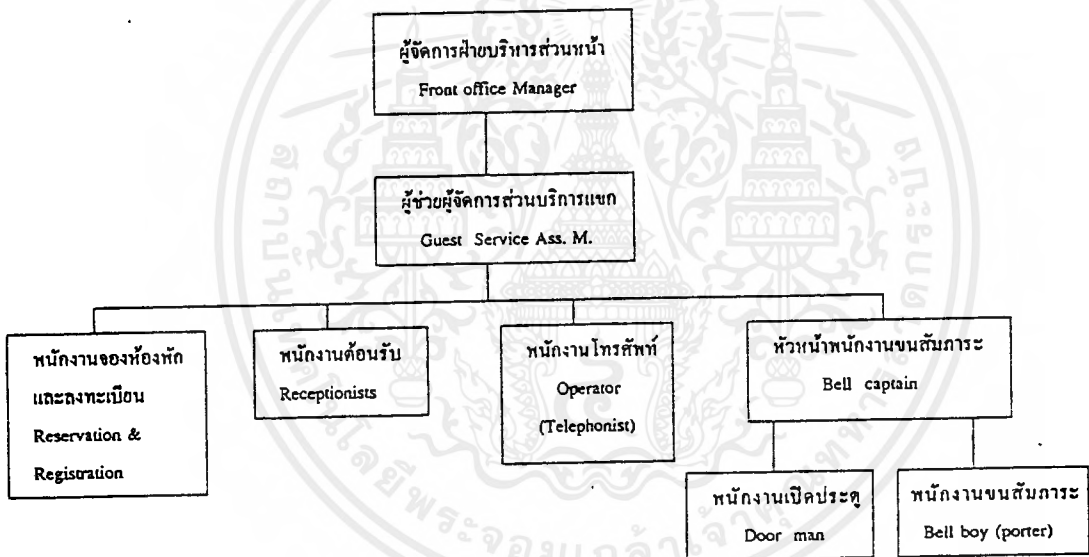 ผู้จัดการฝ่ายบริหารส่วนหน้า
Front office Manager
ผู้ช่วยผู้จัดการส่วนบริการแขก
Guest Service Ass. M.
พนักงานจองห้องพัก
และลงทะเบียน
Reservation &
Registration
พนักงานต้อนรับ
Receptionists
พนักงานโทรศัพท์
Operator
(Telephonist)
หัวหน้าพนักงานขนสัมภาระ
Bell captain
พนักงานเปิดประตู
Door man
พนักงานขนสัมภาระ
Bell boy (porter)